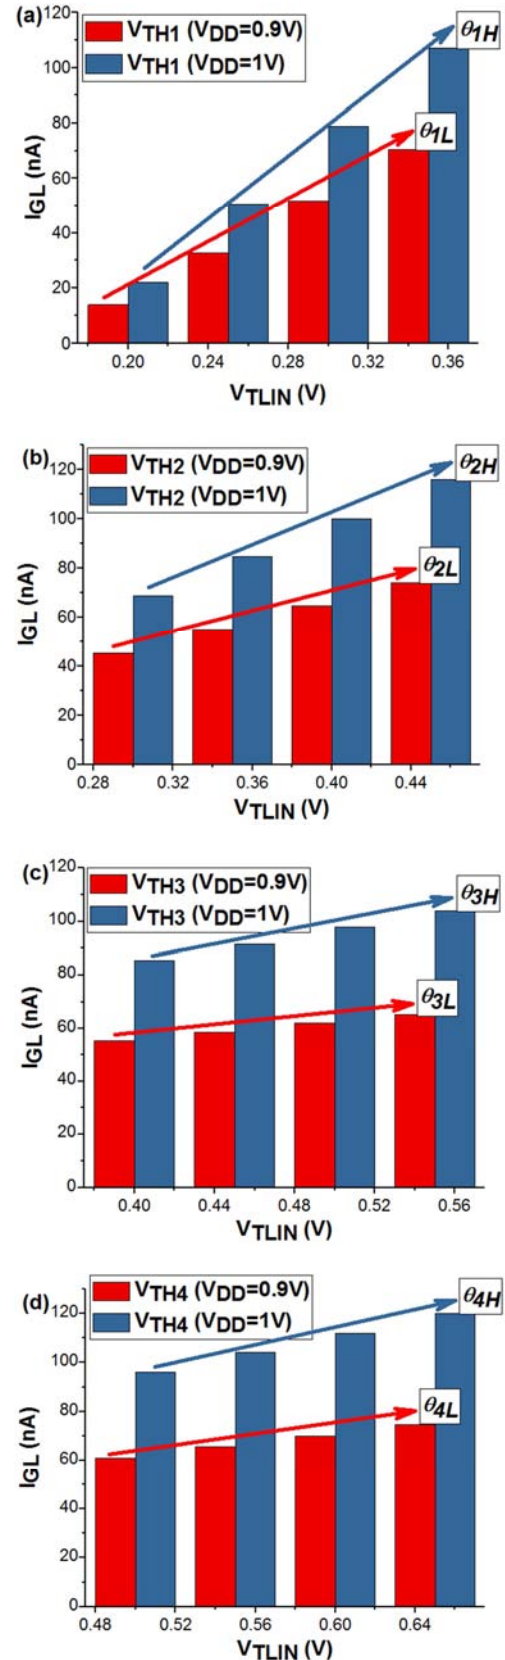 (a)
VTH1 (VDD=0.9V)
VTH1 (VDD=1V)
θ1H
θ1L
120
100
80
60
40
20
0
IGL (nA)
0.20 0.24 0.28 0.32 0.36
VTLIN (V)
(b)
VTH2 (VDD=0.9V)
VTH2 (VDD=1V)
θ2H
θ2L
120
100
80
60
40
20
0
IGL (nA)
0.28 0.32 0.36 0.40 0.44
VTLIN (V)
(c)
VTH3 (VDD=0.9V)
VTH3 (VDD=1V)
θ3H
θ3L
120
100
80
60
40
20
0
IGL (nA)
0.40 0.44 0.48 0.52 0.56
VTLIN (V)
(d)
VTH4 (VDD=0.9V)
VTH4 (VDD=1V)
θ4H
θ4L
120
100
80
60
40
20
0
IGL (nA)
0.48 0.52 0.56 0.60 0.64
VTLIN (V)